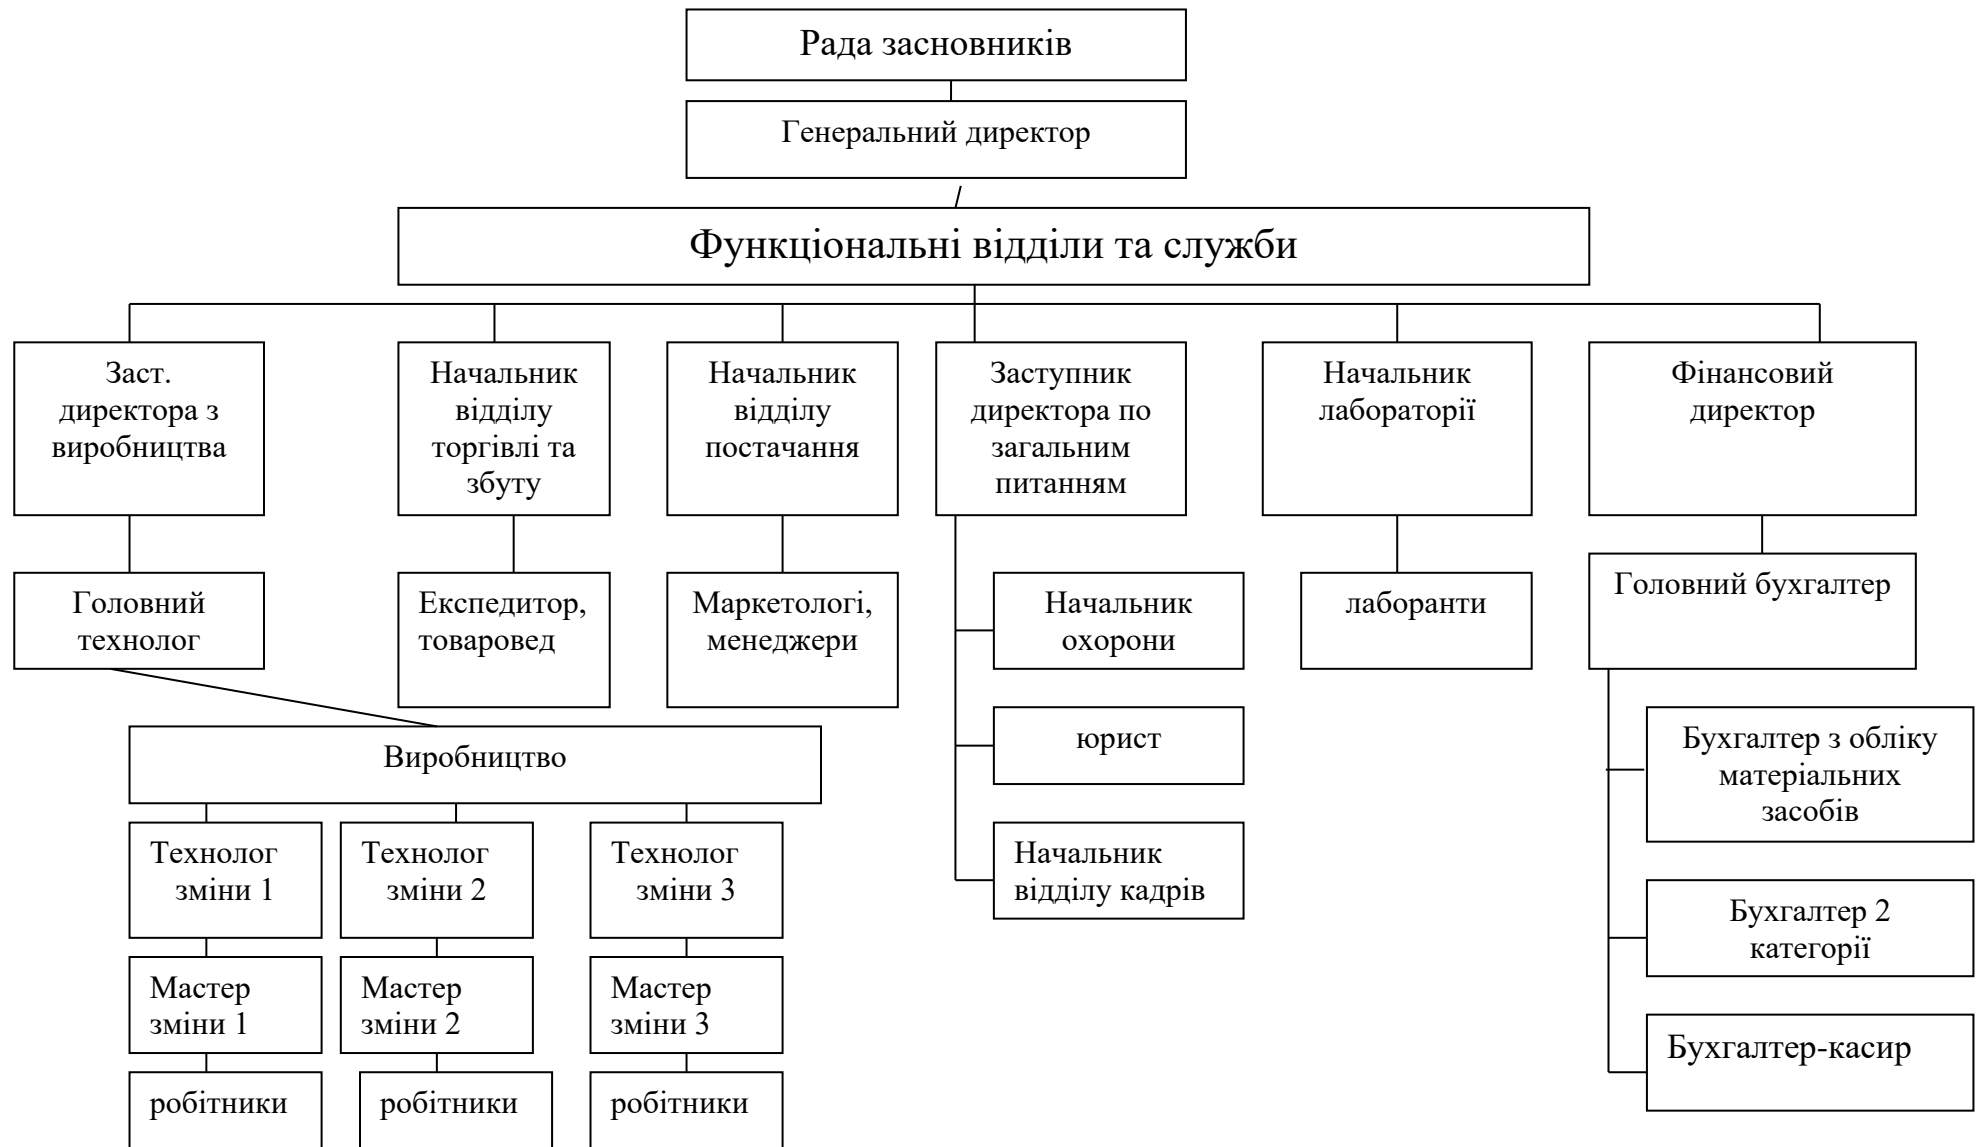 Рада засновників
Генеральний директор
Функціональні відділи та служби
Заст.
директора з
виробництва
Начальник
відділу
торгівлі та
збуту
Начальник
відділу
постачання
Заступник
директора по
загальним
питанням
Начальник
лабораторії
Фінансовий
директор
Головний
технолог
Експедитор,
товаровед
Маркетологі,
менеджери
Начальник
охорони
юрист
Начальник
відділу кадрів
лаборанти
Головний бухгалтер
Бухгалтер з обліку
матеріальних
засобів
Бухгалтер 2
категорії
Бухгалтер-касир
Виробництво
Технолог
зміни 1
Технолог
зміни 2
Технолог
зміни 3
Мастер
зміни 1
Мастер
зміни 2
Мастер
зміни 3
робітники
робітники
робітники